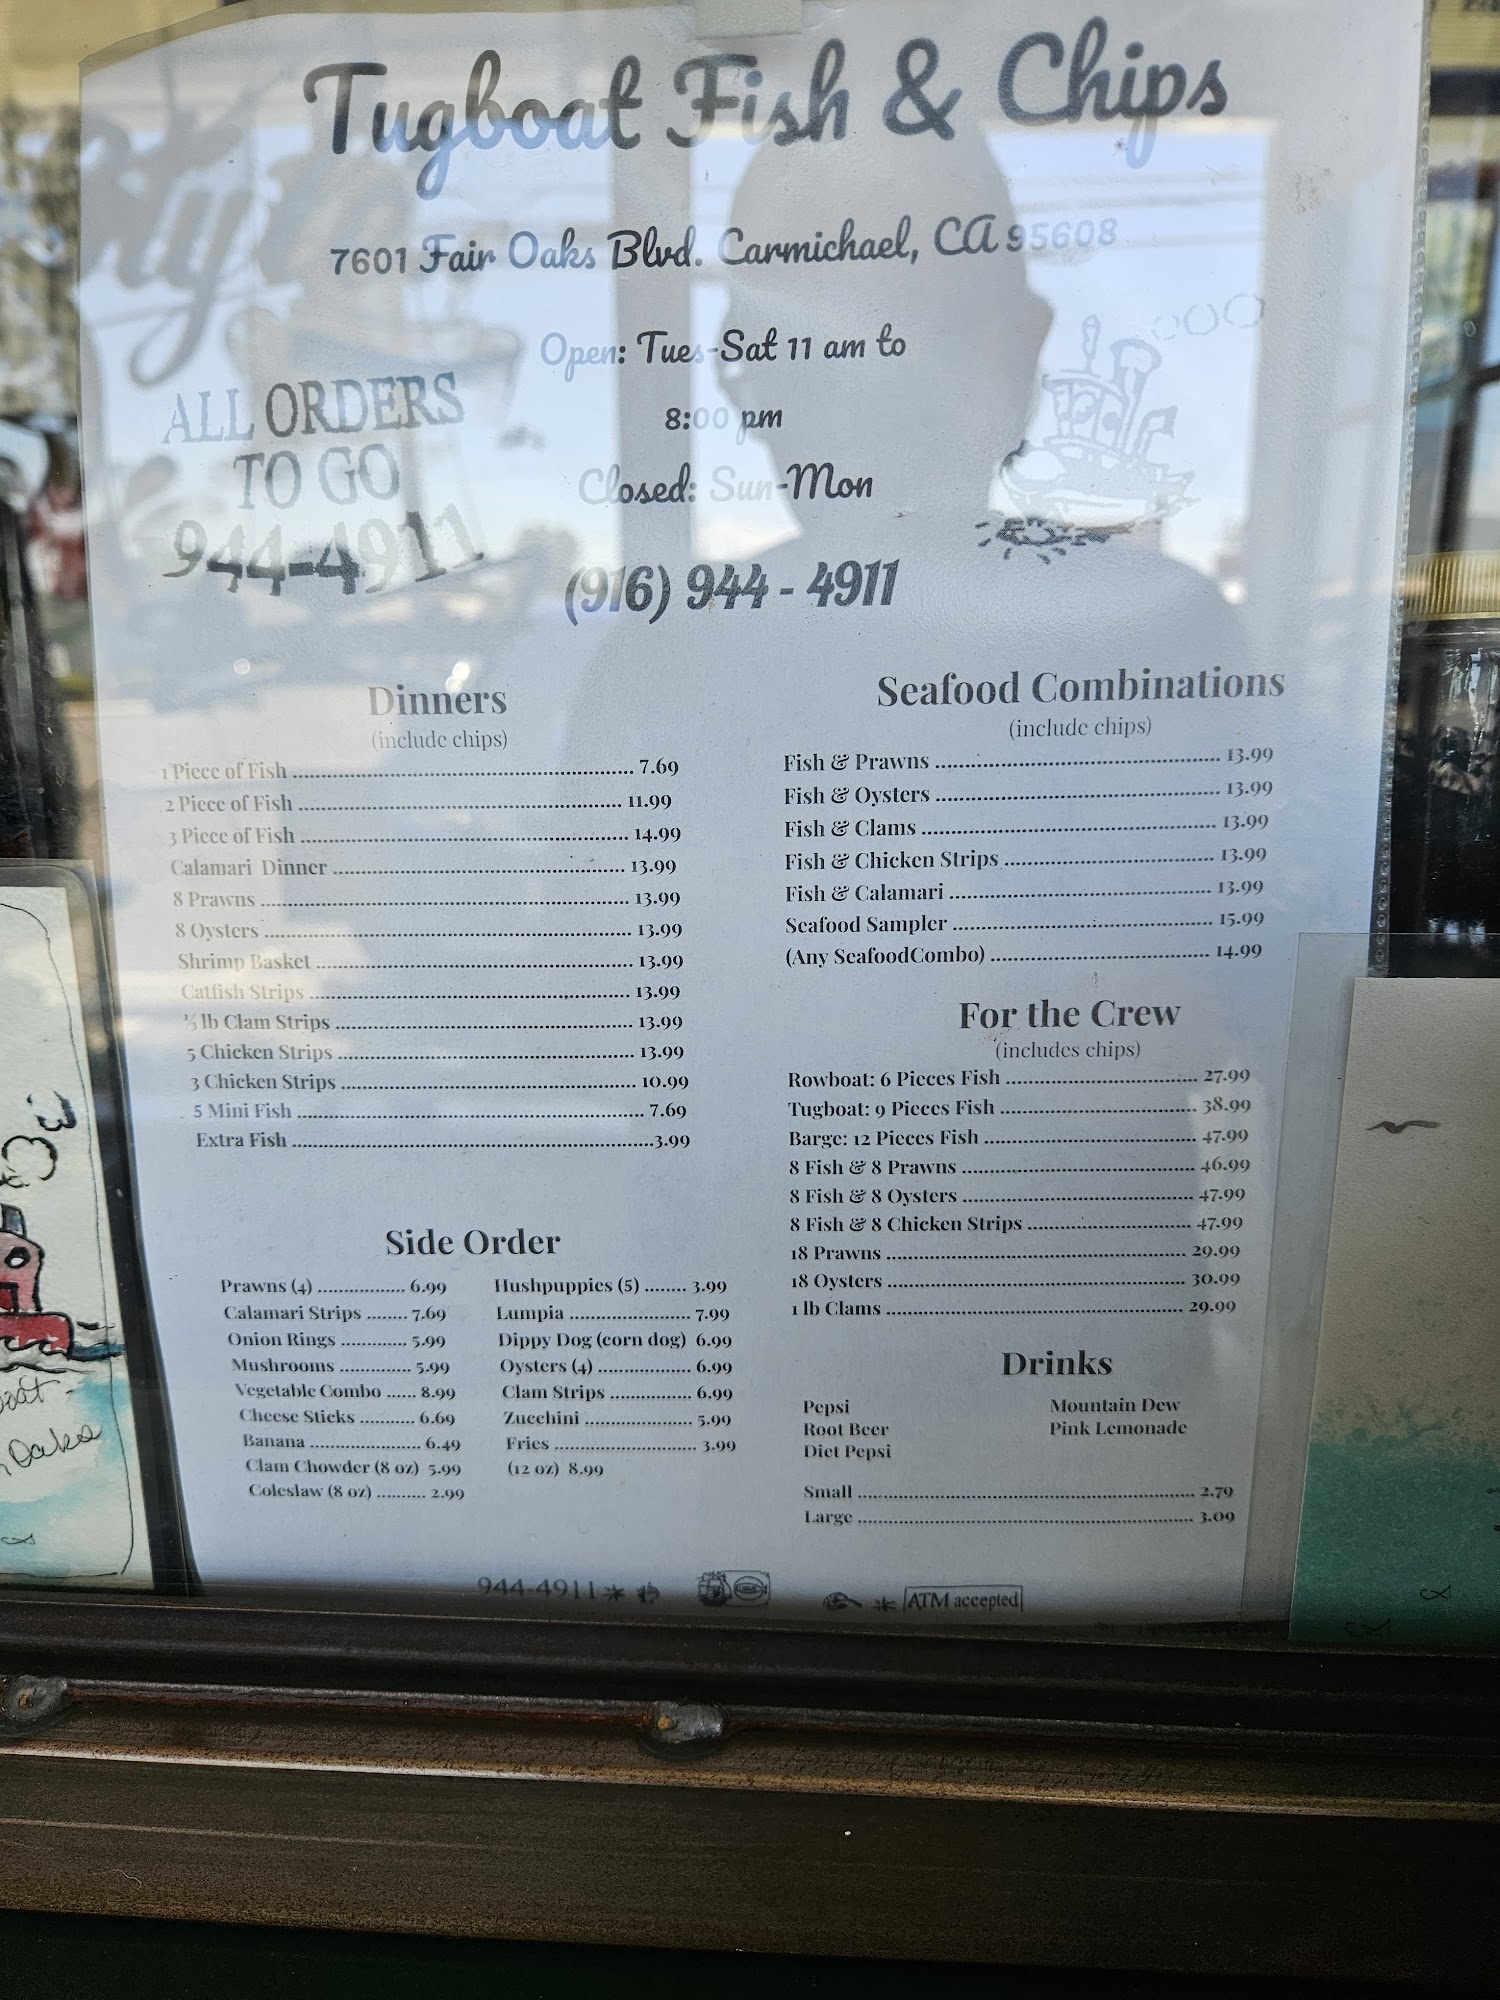 Tugboat Fish & Chips
7601 Fair Oaks Blvd. Carmichael, CA 95608
Open: Tues-Sat 11 am to
8:00 pm
Closed: Sun-Mon
(916) 944 - 4911
ALL ORDERS
TO GO
944-4911
Dinners
(include chips)
1 Piece of Fish 7.69
2 Piece of Fish 11.99
3 Piece of Fish 14.99
Calamari Dinner 13.99
8 Prawns 13.99
8 Oysters 13.99
Shrimp Basket 13.99
Catfish Strips 13.99
⅓ lb Clam Strips 13.99
5 Chicken Strips 13.99
3 Chicken Strips 10.99
5 Mini Fish 7.69
Extra Fish 3.99
Seafood Combinations
(include chips)
Fish & Prawns 13.99
Fish & Oysters 13.99
Fish & Clams 13.99
Fish & Chicken Strips 13.99
Fish & Calamari 13.99
Seafood Sampler 15.99
(Any SeafoodCombo) 14.99
For the Crew
(includes chips)
Rowboat: 6 Pieces Fish 27.99
Tugboat: 9 Pieces Fish 38.99
Barge: 12 Pieces Fish 47.99
8 Fish & 8 Prawns 46.99
8 Fish & 8 Oysters 47.99
8 Fish & 8 Chicken Strips 47.99
18 Prawns 29.99
18 Oysters 30.99
1 lb Clams 29.99
Side Order
Prawns (4) 6.99
Calamari Strips 7.69
Onion Rings 5.99
Mushrooms 5.99
Vegetable Combo 8.99
Cheese Sticks 6.69
Banana 6.49
Clam Chowder (8 oz) 5.99 (12 oz) 8.99
Coleslaw (8 oz) 2.99
Hushpuppies (5) 3.99
Lumpia 7.99
Dippy Dog (corn dog) 6.99
Oysters (4) 6.99
Clam Strips 6.99
Zucchini 5.99
Fries 3.99
Drinks
Pepsi
Root Beer
Diet Pepsi
Mountain Dew
Pink Lemonade
Small 2.79
Large 3.09
944-4911
ATM accepted
Oaks